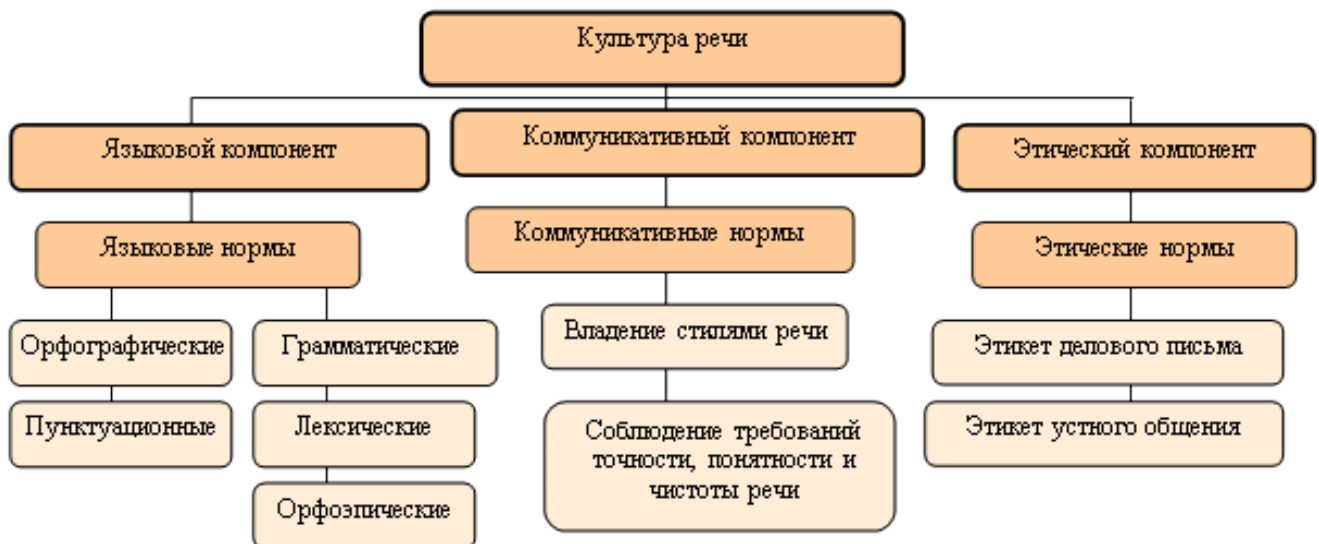 Культура речи
Языковой компонент
Коммуникативный компонент
Этический компонент
Языковые нормы
Коммуникативные нормы
Этические нормы
Орфографические
Грамматические
Владение стилями речи
Этикет делового письма
Пунктуационные
Лексические
Соблюдение требований
точности, понятности и
чистоты речи
Этикет устного общения
Орфоэпические